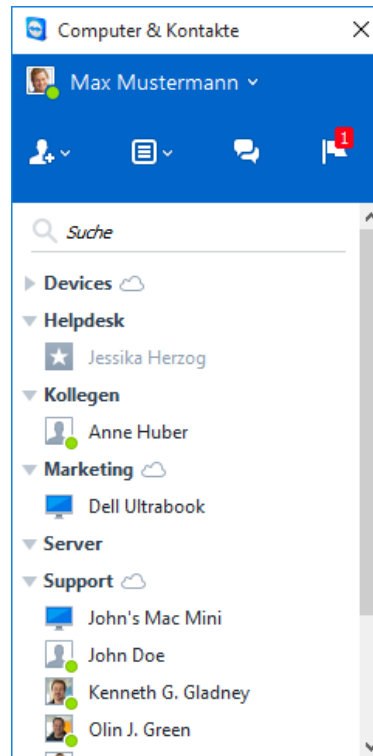 Computer & Kontakte
Max Mustermann
1
Suche
Devices
Helpdesk
Jessika Herzog
Kollegen
Anne Huber
Marketing
Dell Ultrabook
Server
Support
John's Mac Mini
John Doe
Kenneth G. Gladney
Olin J. Green